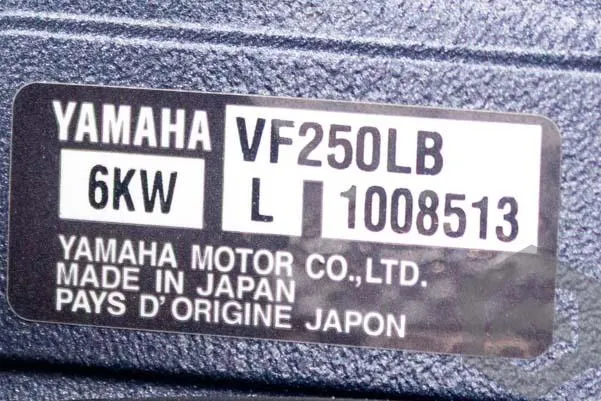 YAMAHA VF250LB
6KW L 1008513
YAMAHA MOTOR CO.,LTD.
MADE IN JAPAN
PAYS D'ORIGINE JAPON